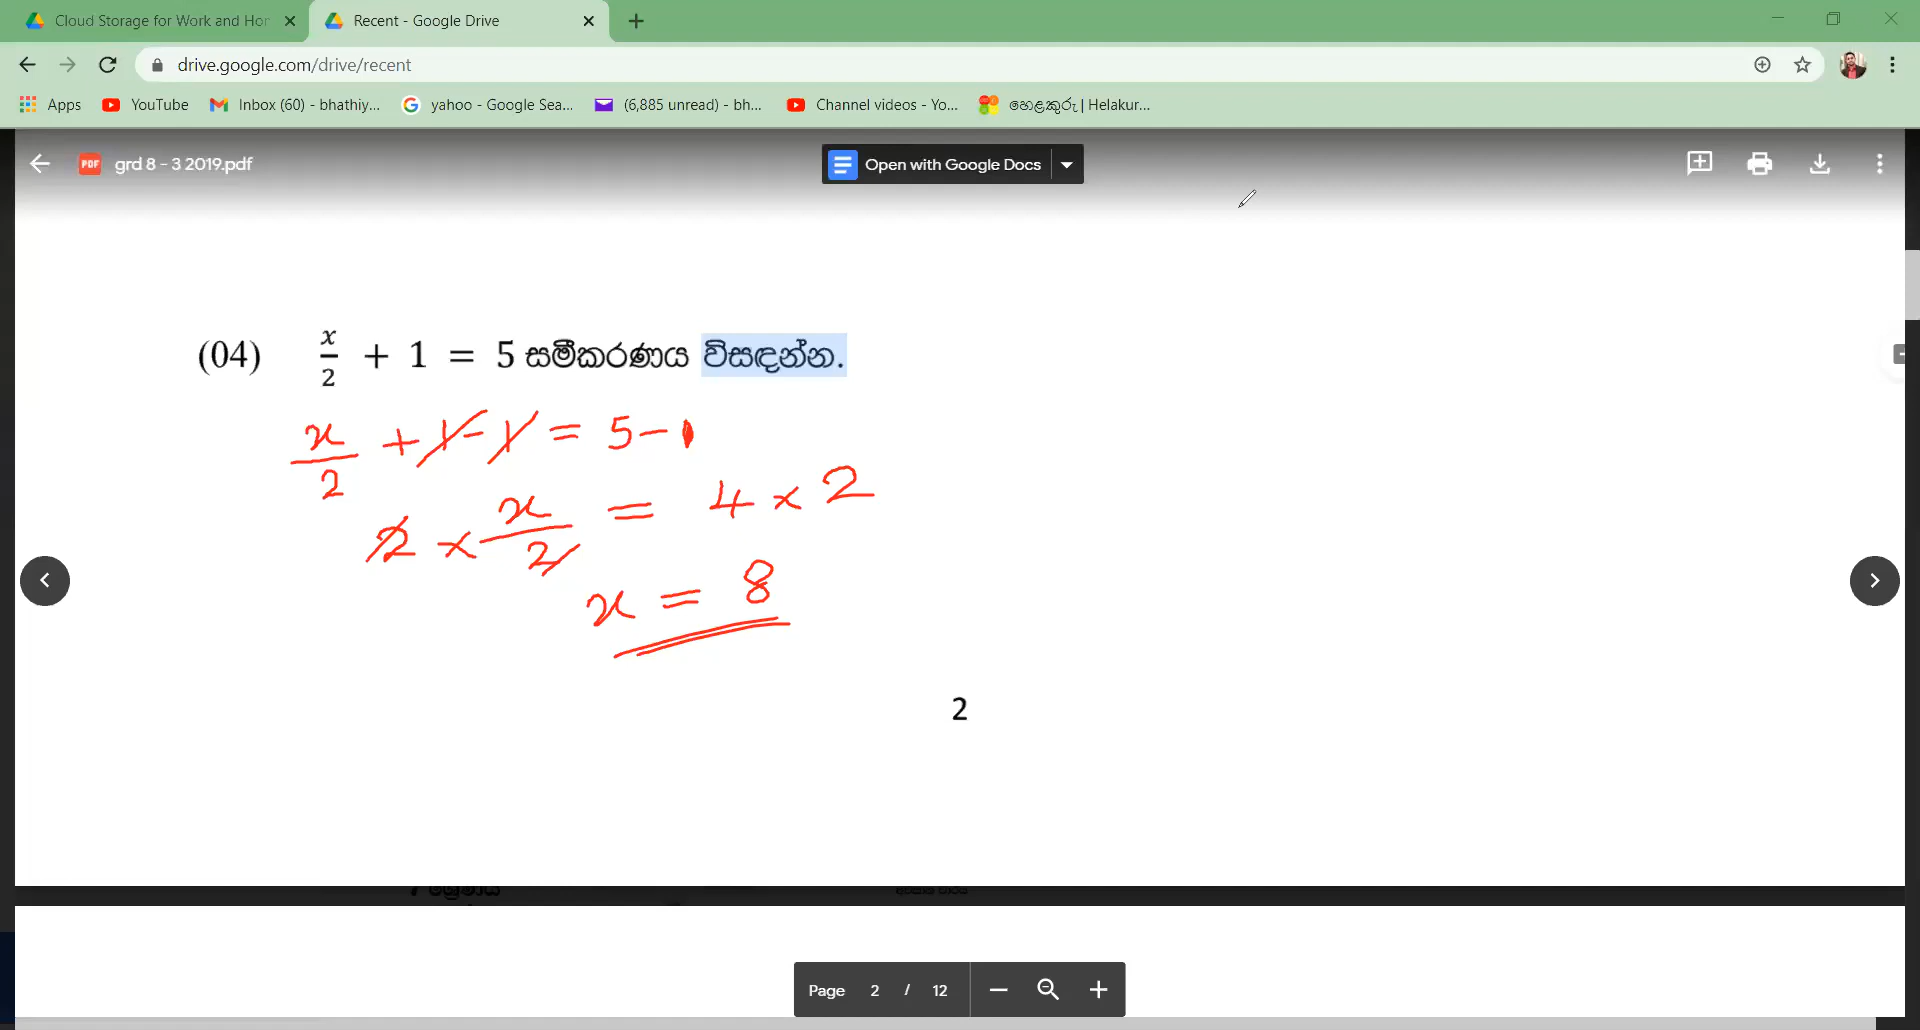 Cloud Storage for Work and Hor
Recent - Google Drive
drive.google.com/drive/recent
Apps YouTube Inbox (60) - bhathiy... yahoo - Google Sea... (6,885 unread) - bh... Channel videos - Yo... හෙළකුරු | Helakur...
PDF grd 8 - 3 2019.pdf Open with Google Docs
(04) x/2 + 1 = 5 සමීකරණය විසඳන්න.
x/2 + 1 - 1 = 5 - 1
2 × x/2 = 4 × 2
x = 8
2
Page 2 / 12